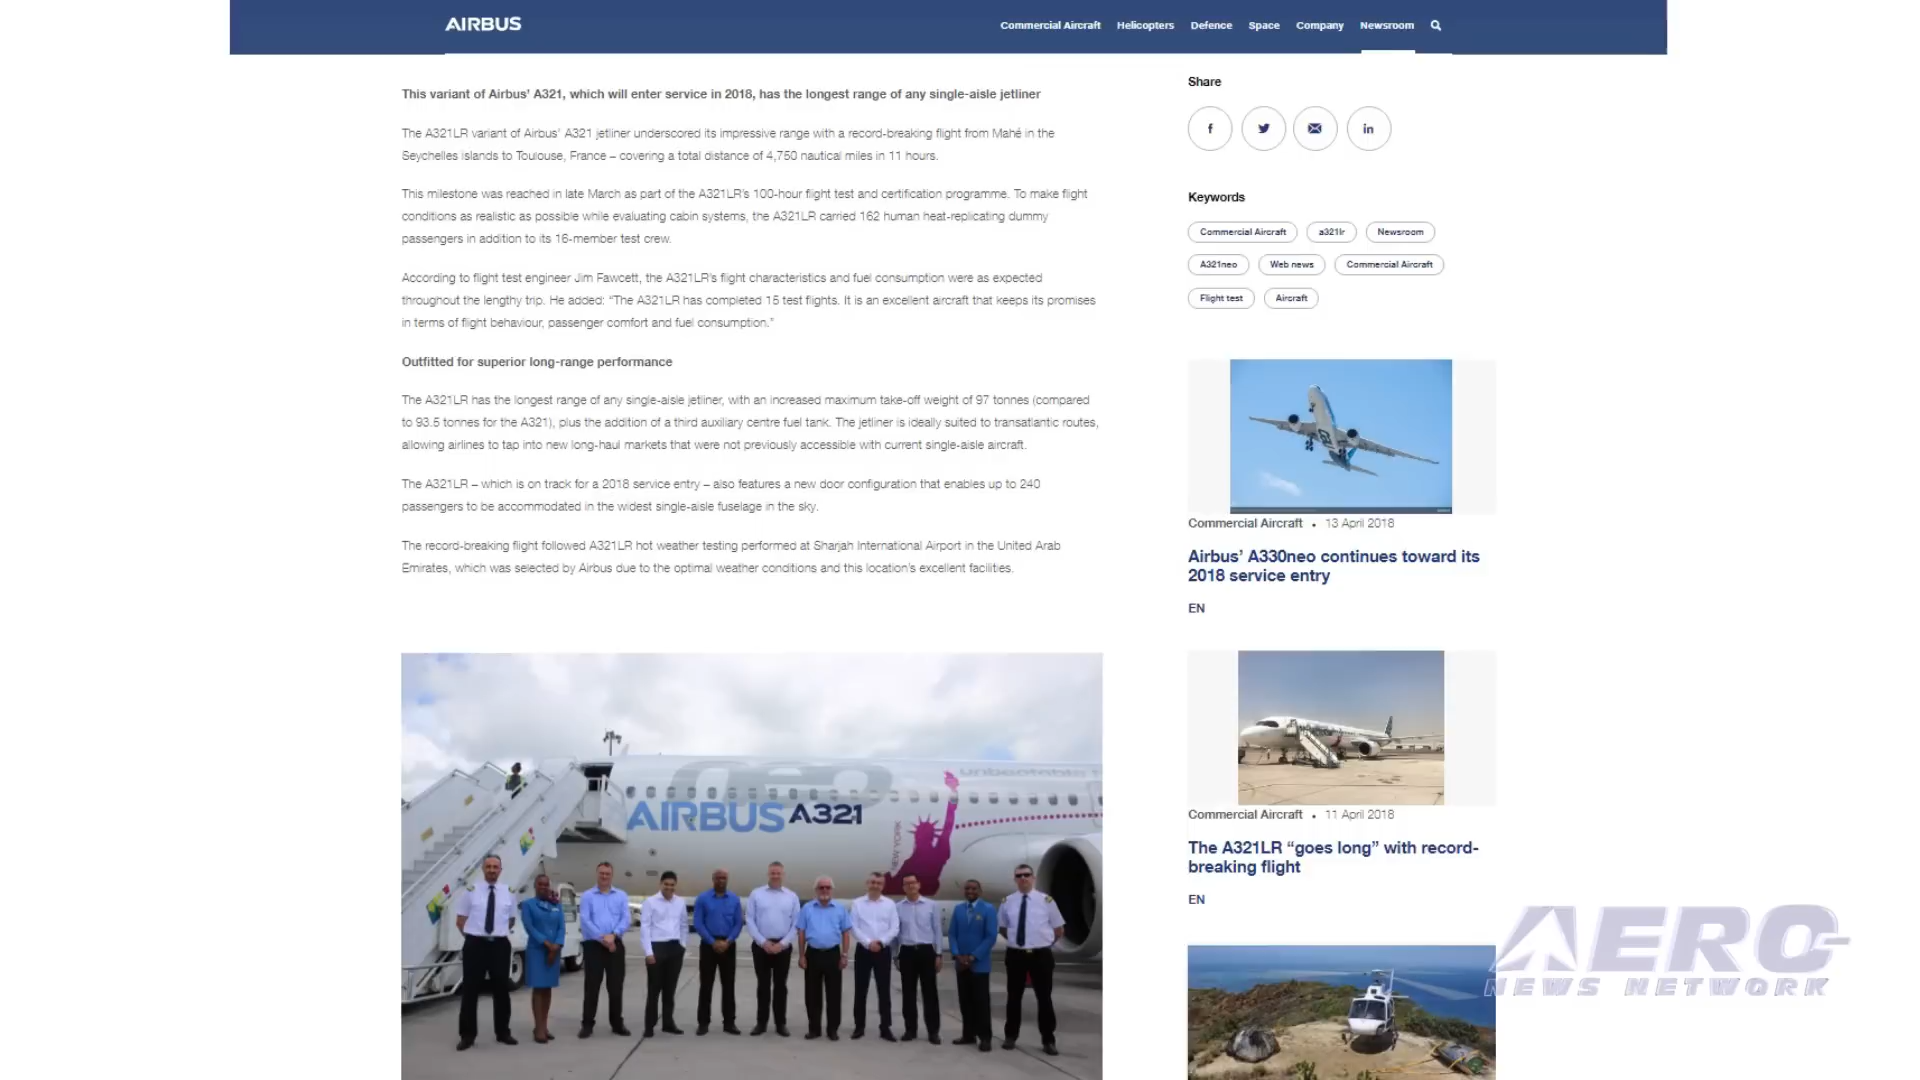 AIRBUS
Commercial Aircraft Helicopters Defence Space Company Newsroom
This variant of Airbus’ A321, which will enter service in 2018, has the longest range of any single-aisle jetliner
The A321LR variant of Airbus’ A321 jetliner underscored its impressive range with a record-breaking flight from Mahé in the
Seychelles islands to Toulouse, France – covering a total distance of 4,750 nautical miles in 11 hours.
This milestone was reached in late March as part of the A321LR’s 100-hour flight test and certification programme. To make flight
conditions as realistic as possible while evaluating cabin systems, the A321LR carried 162 human heat-replicating dummy
passengers in addition to its 16-member test crew.
According to flight test engineer Jim Fawcett, the A321LR’s flight characteristics and fuel consumption were as expected
throughout the lengthy trip. He added: “The A321LR has completed 15 test flights. It is an excellent aircraft that keeps its promises
in terms of flight behaviour, passenger comfort and fuel consumption.”
Outfitted for superior long-range performance
The A321LR has the longest range of any single-aisle jetliner, with an increased maximum take-off weight of 97 tonnes (compared
to 93.5 tonnes for the A321), plus the addition of a third auxiliary centre fuel tank. The jetliner is ideally suited to transatlantic routes,
allowing airlines to tap into new long-haul markets that were not previously accessible with current single-aisle aircraft.
The A321LR – which is on track for a 2018 service entry – also features a new door configuration that enables up to 240
passengers to be accommodated in the widest single-aisle fuselage in the sky.
The record-breaking flight followed A321LR hot weather testing performed at Sharjah International Airport in the United Arab
Emirates, which was selected by Airbus due to the optimal weather conditions and this location’s excellent facilities.
neo
AIRBUS A321
NEW YORK
unbeatable
Share
Keywords
Commercial Aircraft a321lr Newsroom
A321neo Web news Commercial Aircraft
Flight test Aircraft
Commercial Aircraft • 13 April 2018
Airbus’ A330neo continues toward its
2018 service entry
EN
Commercial Aircraft • 11 April 2018
The A321LR “goes long” with record-
breaking flight
EN
AERO-
NEWS NETWORK